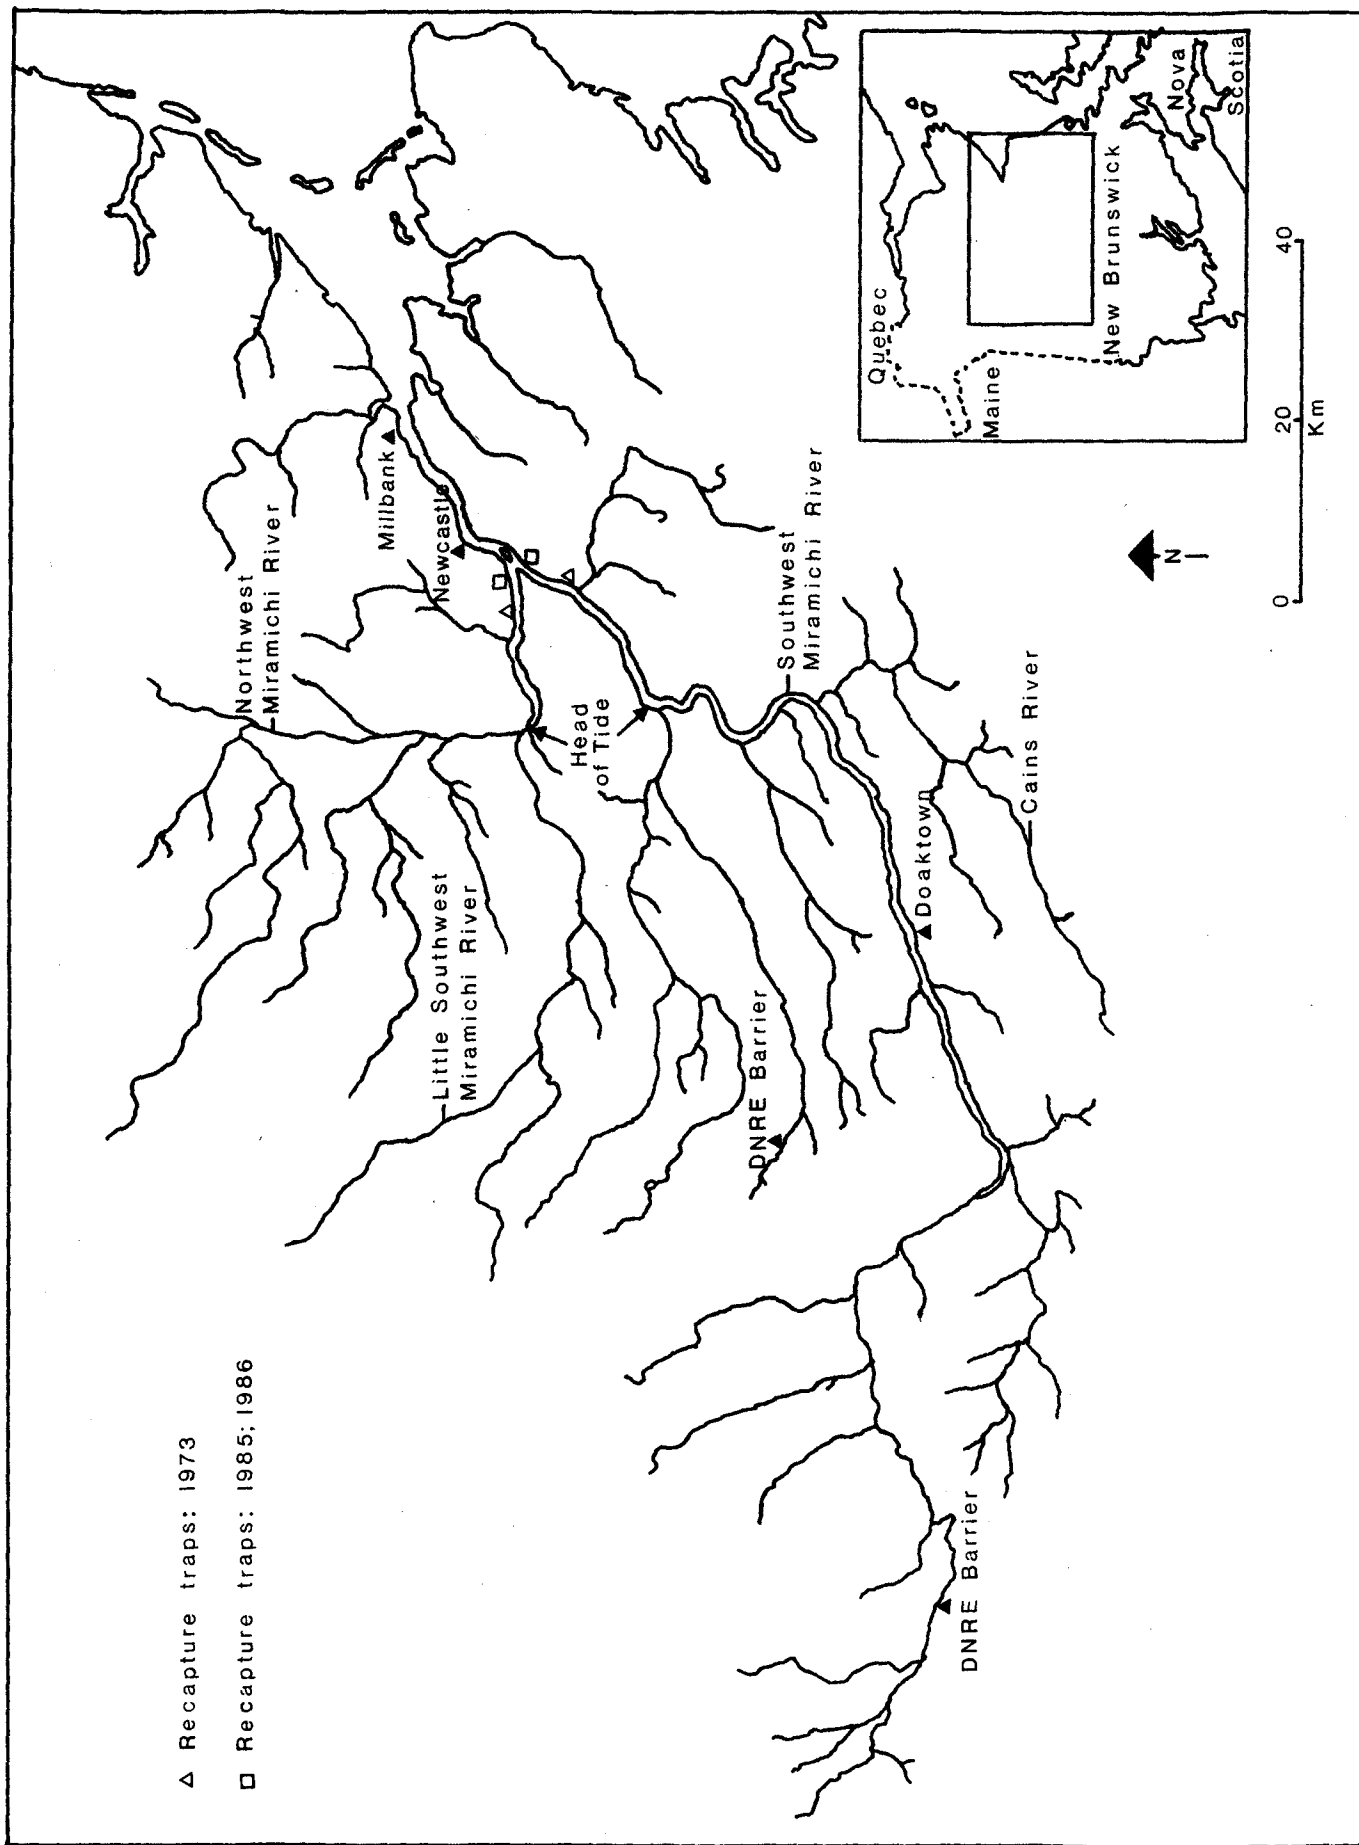 △ Recapture traps: 1973
□ Recapture traps: 1985; 1986
Northwest
Miramichi River
Millbank
Newcastle
Little Southwest
Miramichi River
Head
of Tide
Southwest
Miramichi River
DNRE Barrier
Doaktown
Cains River
DNRE Barrier
Quebec
Maine
New Brunswick
Nova
Scotia
N
0
20
40
Km